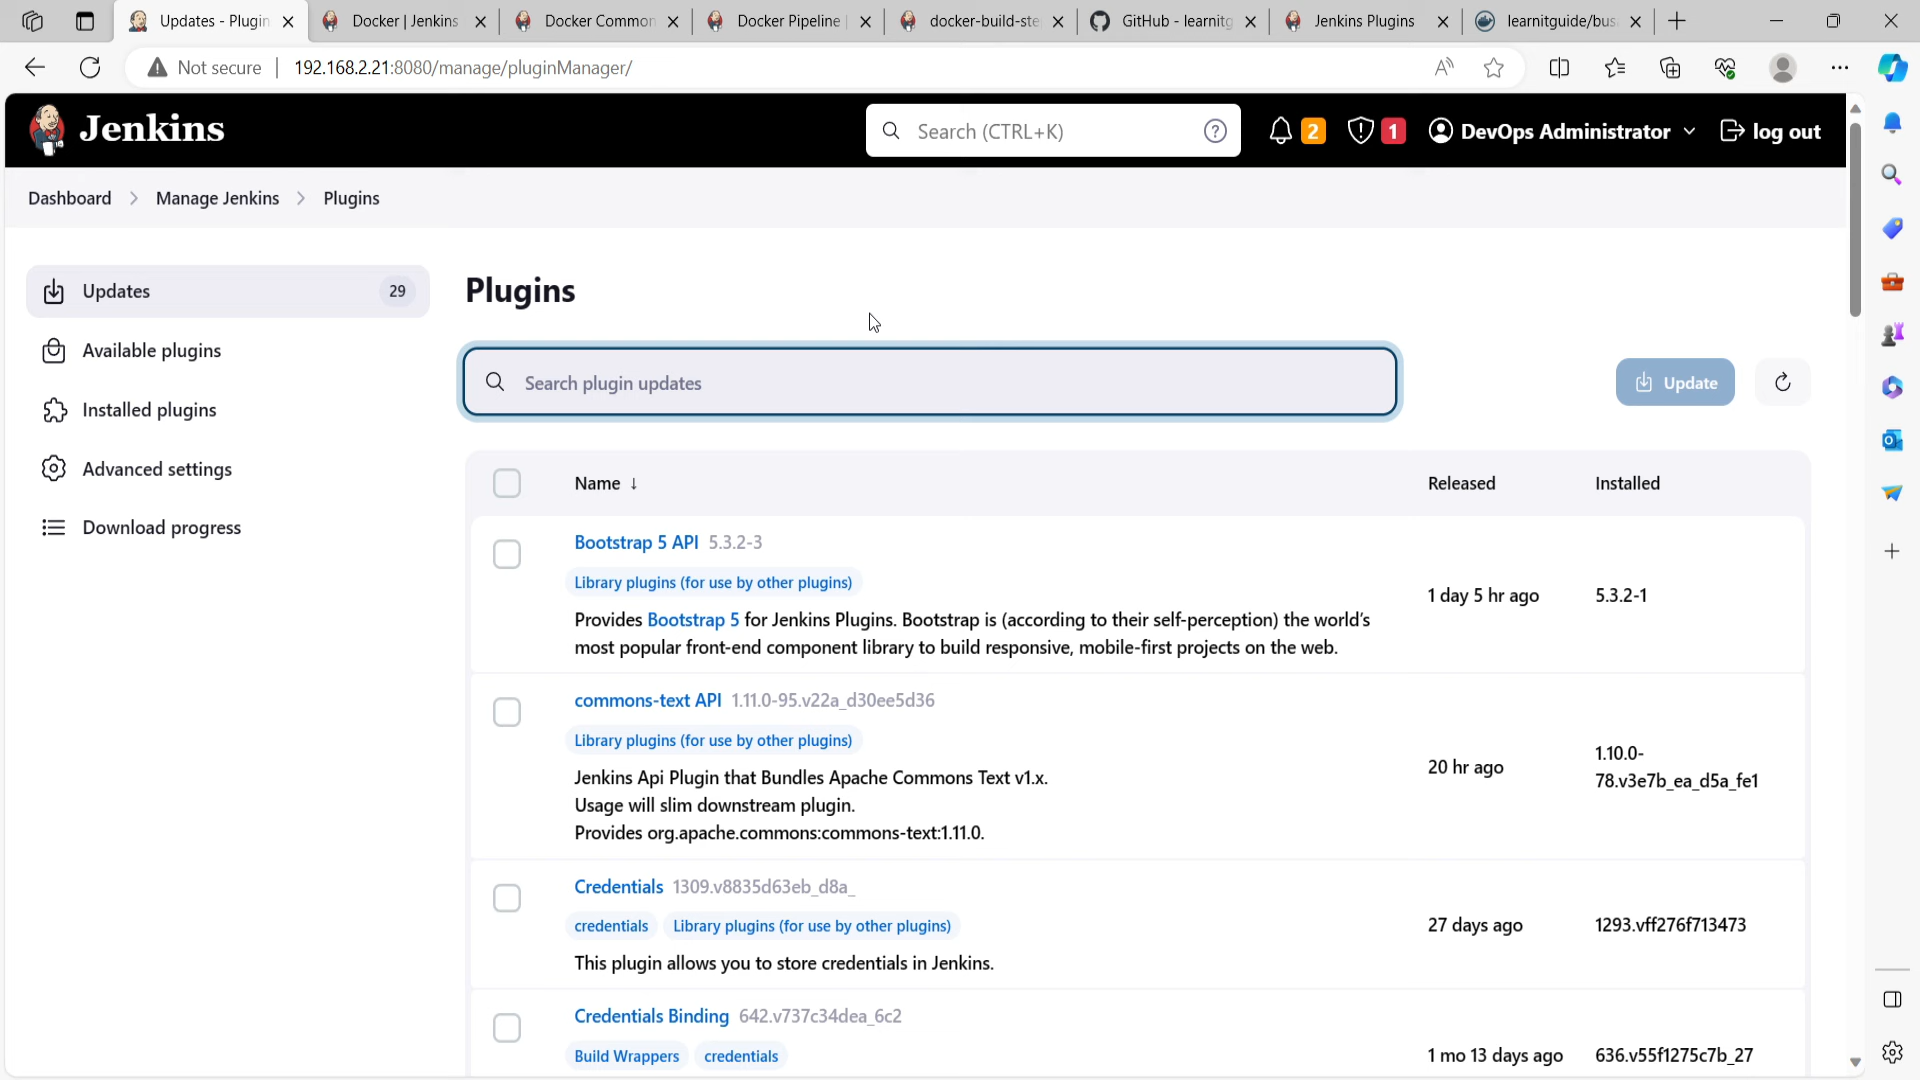 Updates - Plugin
Docker | Jenkins
Docker Common
Docker Pipeline
docker-build-ste
GitHub - learnitg
Jenkins Plugins
learnitguide/bus
Not secure
192.168.2.21:8080/manage/pluginManager/
Jenkins
Search (CTRL+K)
2
1
DevOps Administrator
log out
Dashboard
Manage Jenkins
Plugins
Updates
29
Available plugins
Installed plugins
Advanced settings
Download progress
Plugins
Search plugin updates
Update
Name ↓
Released
Installed
Bootstrap 5 API 5.3.2-3
Library plugins (for use by other plugins)
Provides Bootstrap 5 for Jenkins Plugins. Bootstrap is (according to their self-perception) the world's
most popular front-end component library to build responsive, mobile-first projects on the web.
1 day 5 hr ago
5.3.2-1
commons-text API 1.11.0-95.v22a_d30ee5d36
Library plugins (for use by other plugins)
Jenkins Api Plugin that Bundles Apache Commons Text v1.x.
Usage will slim downstream plugin.
Provides org.apache.commons:commons-text:1.11.0.
20 hr ago
1.10.0-
78.v3e7b_ea_d5a_fe1
Credentials 1309.v8835d63eb_d8a_
credentials
Library plugins (for use by other plugins)
This plugin allows you to store credentials in Jenkins.
27 days ago
1293.vff276f713473
Credentials Binding 642.v737c34dea_6c2
Build Wrappers
credentials
1 mo 13 days ago
636.v55f1275c7b_27